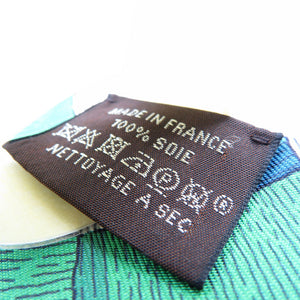 MADE IN FRANCE
100% SOIE
P ®
NETTOYAGE A SEC